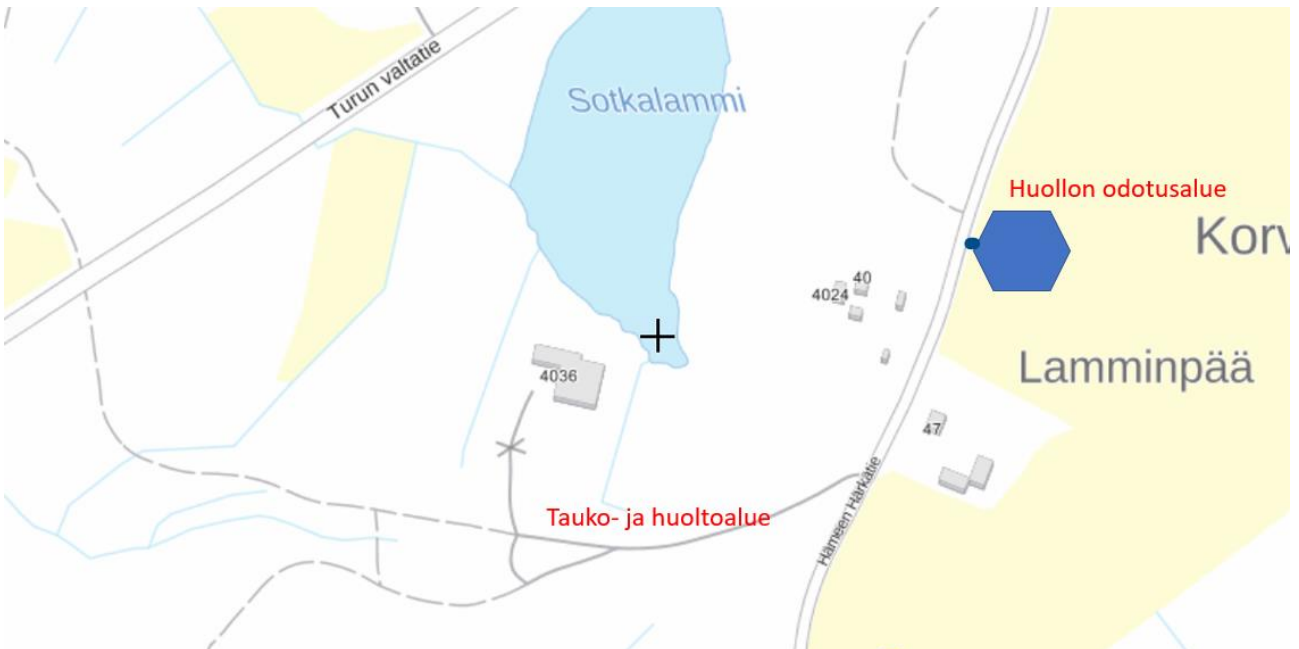 Turun valtatie
Sotkalammi
Huollon odotusalue
Korv
40
4024
4036
Lamminpää
47
Tauko- ja huoltoalue
Hämeen Härkätie